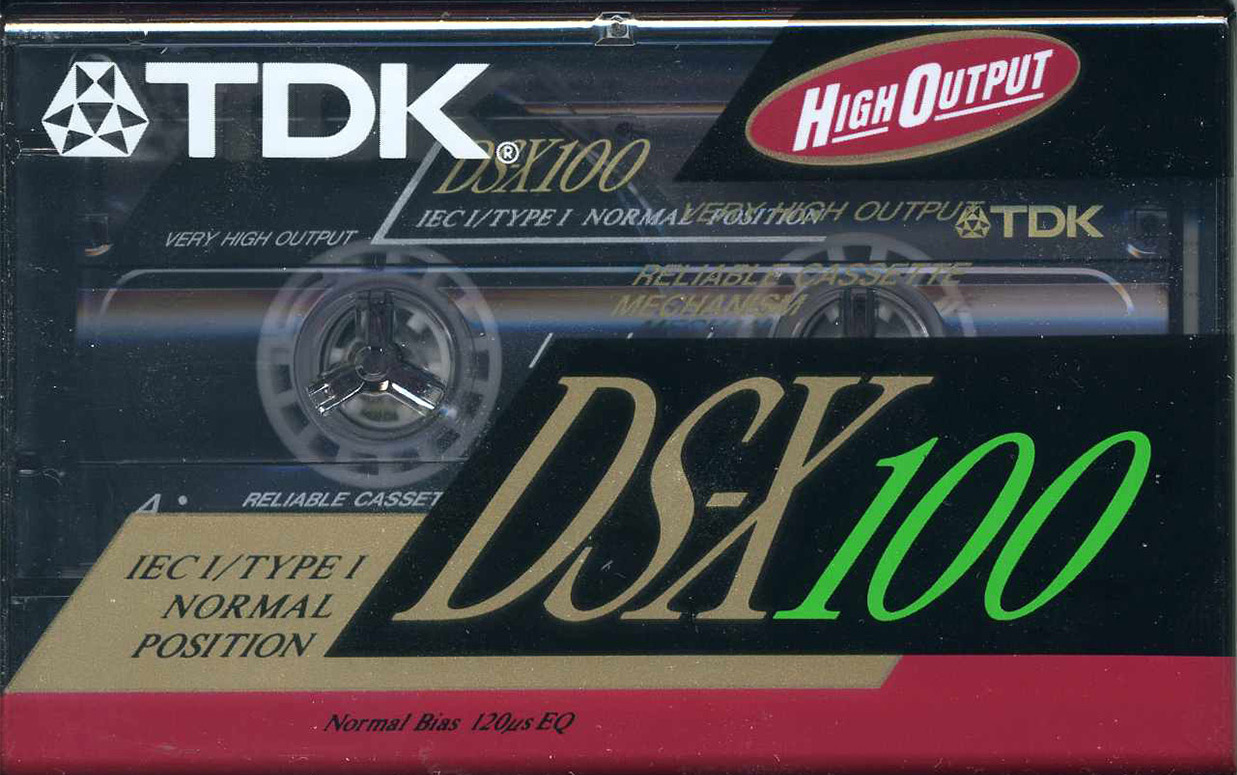 TDK®
HIGH OUTPUT
DS-X100
IEC I/TYPE I NORMAL POSITION
VERY HIGH OUTPUT
TDK
VERY HIGH OUTPUT
RELIABLE CASSETTE
MECHANISM
DS-X100
A •
RELIABLE CASSET
IEC I/TYPE I
NORMAL
POSITION
Normal Bias 120µs EQ